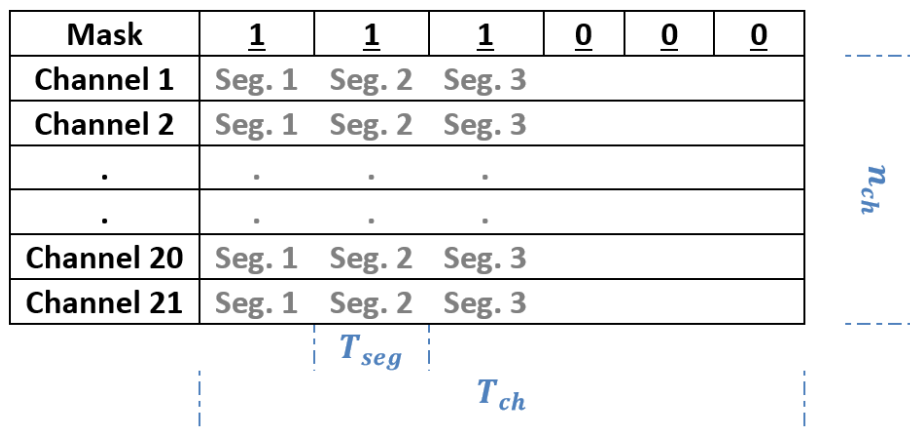 Mask 1 1 1 0 0 0
Channel 1 Seg. 1 Seg. 2 Seg. 3
Channel 2 Seg. 1 Seg. 2 Seg. 3
. . . .
. . . .
Channel 20 Seg. 1 Seg. 2 Seg. 3
Channel 21 Seg. 1 Seg. 2 Seg. 3
n_ch
T_seg
T_ch